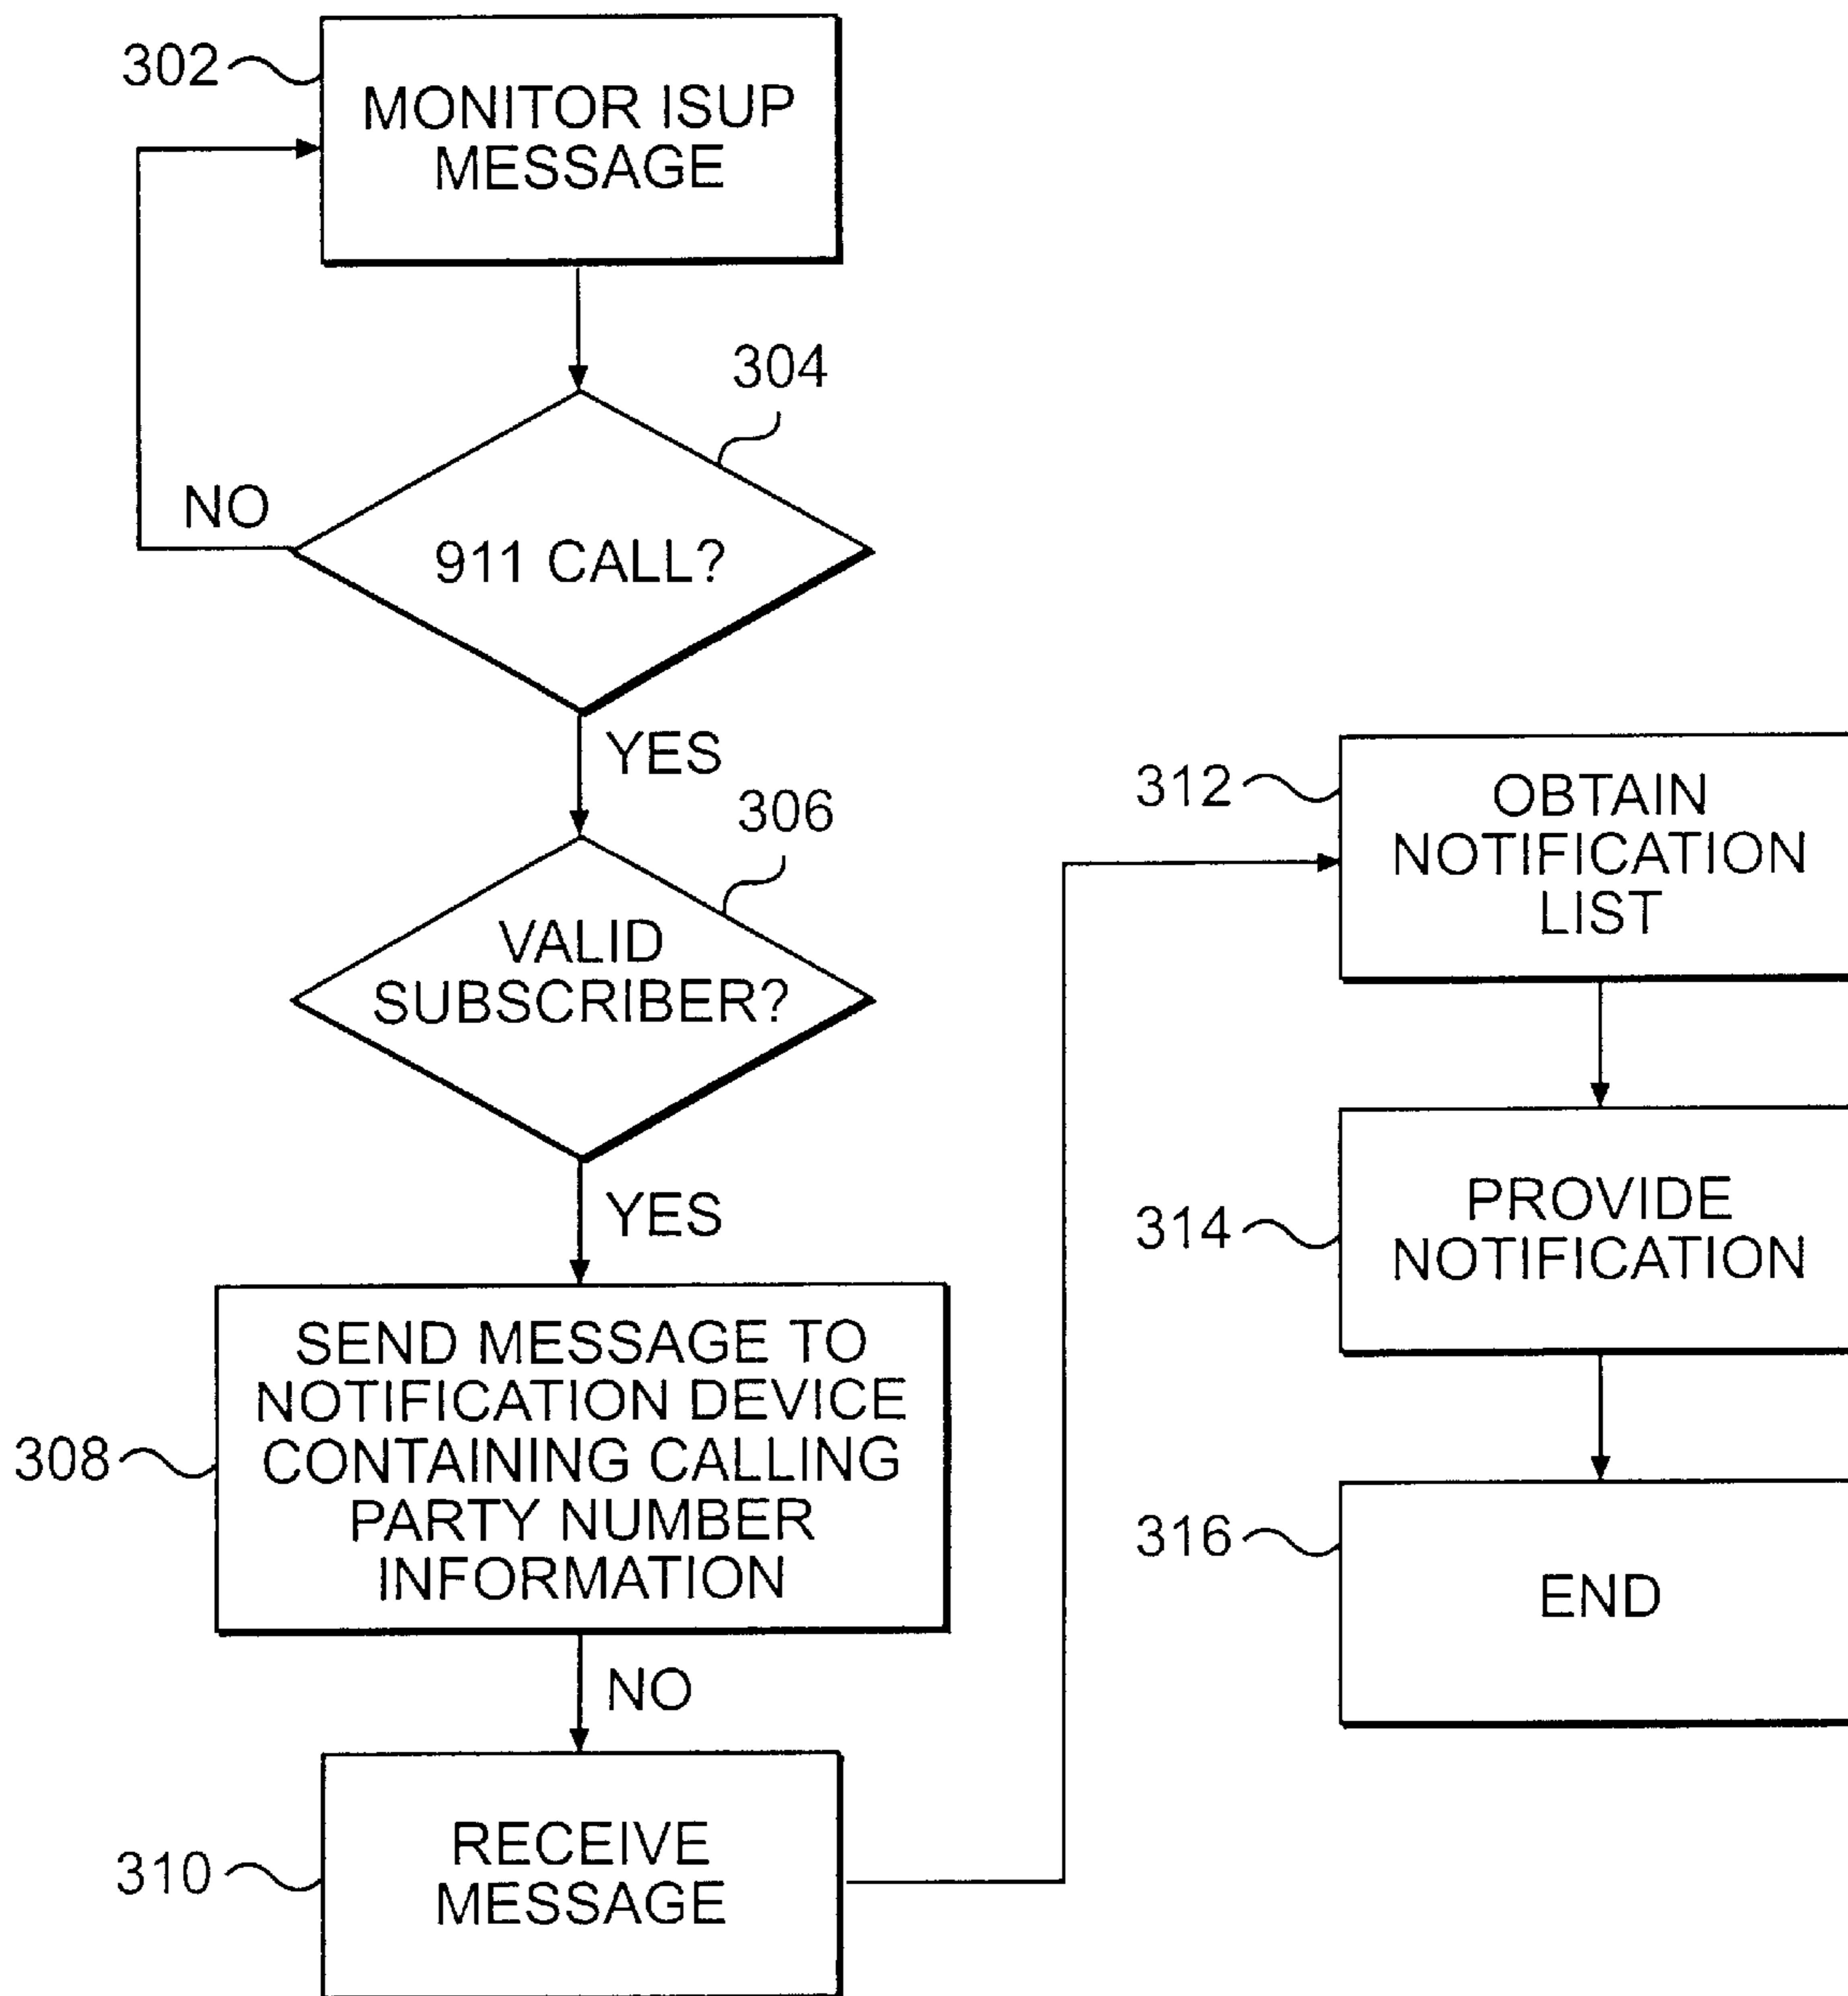 302
MONITOR ISUP
MESSAGE
304
NO
911 CALL?
YES
306
VALID
SUBSCRIBER?
YES
308
SEND MESSAGE TO
NOTIFICATION DEVICE
CONTAINING CALLING
PARTY NUMBER
INFORMATION
NO
310
RECEIVE
MESSAGE
312
OBTAIN
NOTIFICATION
LIST
314
PROVIDE
NOTIFICATION
316
END